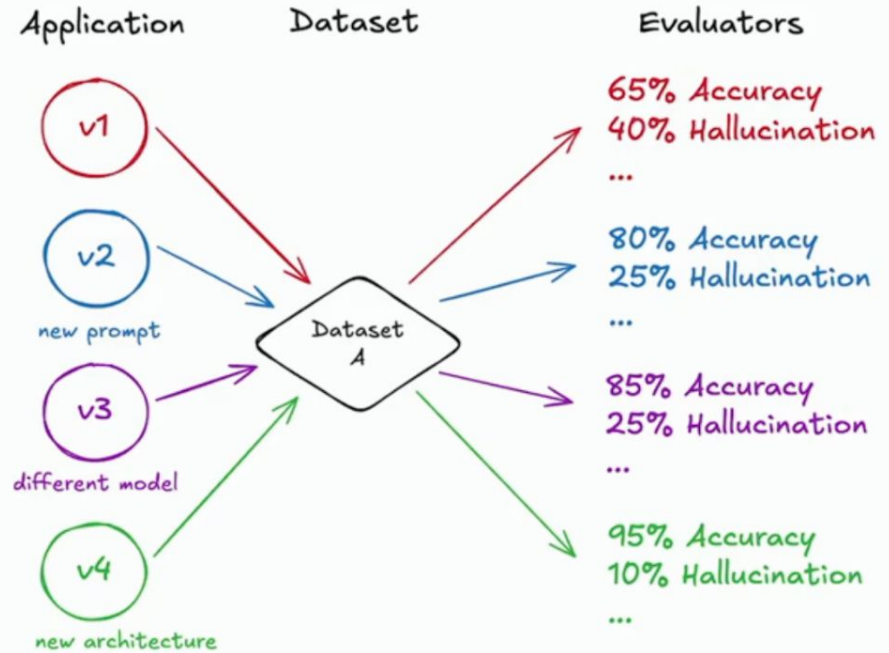 Application
Dataset
Evaluators
v1
65% Accuracy
40% Hallucination
...
v2
new prompt
80% Accuracy
25% Hallucination
...
Dataset
A
v3
different model
85% Accuracy
25% Hallucination
...
v4
new architecture
95% Accuracy
10% Hallucination
...